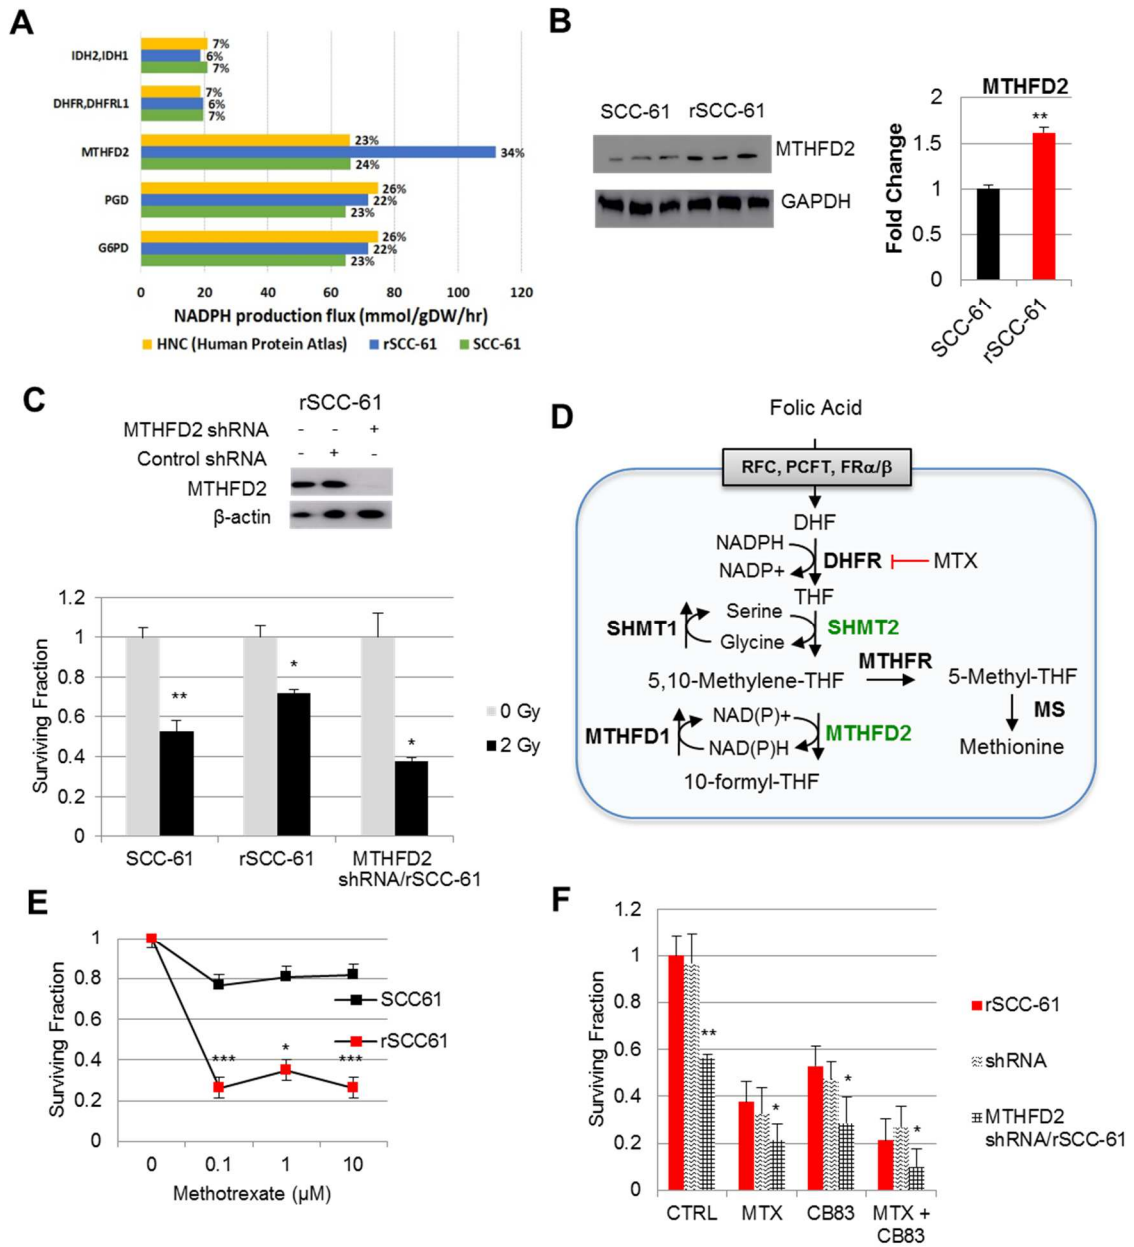 A
IDH2,IDH1
7%
6%
7%
DHFR,DHFRL1
7%
6%
7%
MTHFD2
23%
34%
24%
PGD
26%
22%
23%
G6PD
26%
22%
23%
0 20 40 60 80 100 120
NADPH production flux (mmol/gDW/hr)
HNC (Human Protein Atlas) rSCC-61 SCC-61
B
SCC-61 rSCC-61
MTHFD2
GAPDH
MTHFD2
Fold Change
2
1.5
1
0.5
0
**
SCC-61
rSCC-61
C
rSCC-61
MTHFD2 shRNA - - +
Control shRNA - + -
MTHFD2
β-actin
Surviving Fraction
1.2
1
0.8
0.6
0.4
0.2
0
**
*
*
0 Gy
2 Gy
SCC-61 rSCC-61 MTHFD2
shRNA/rSCC-61
D
Folic Acid
RFC, PCFT, FRα/β
DHF
NADPH
NADP+
DHFR
MTX
THF
SHMT1
Serine
Glycine
SHMT2
5,10-Methylene-THF
MTHFR
5-Methyl-THF
MS
Methionine
MTHFD1
NAD(P)+
NAD(P)H
MTHFD2
10-formyl-THF
E
Surviving Fraction
1
0.8
0.6
0.4
0.2
0
SCC61
rSCC61
*** * ***
0 0.1 1 10
Methotrexate (µM)
F
Surviving Fraction
1.2
1
0.8
0.6
0.4
0.2
0
**
*
*
*
rSCC-61
shRNA
MTHFD2
shRNA/rSCC-61
CTRL MTX CB83 MTX +
CB83